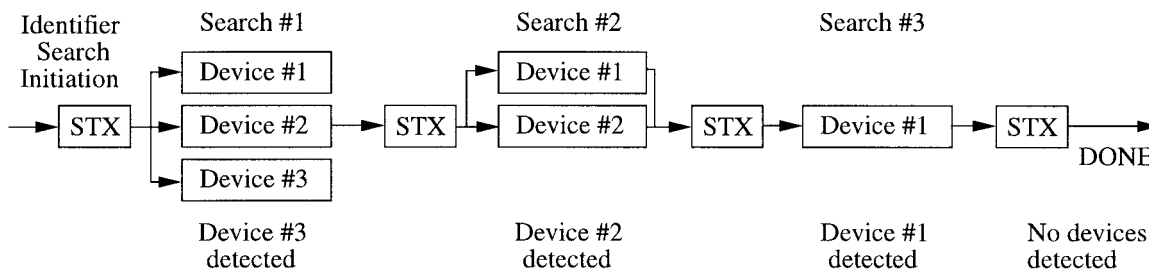 Identifier
Search
Initiation
STX
Search #1
Device #1
Device #2
Device #3
Device #3
detected
STX
Search #2
Device #1
Device #2
Device #2
detected
STX
Search #3
Device #1
Device #1
detected
STX
DONE
No devices
detected